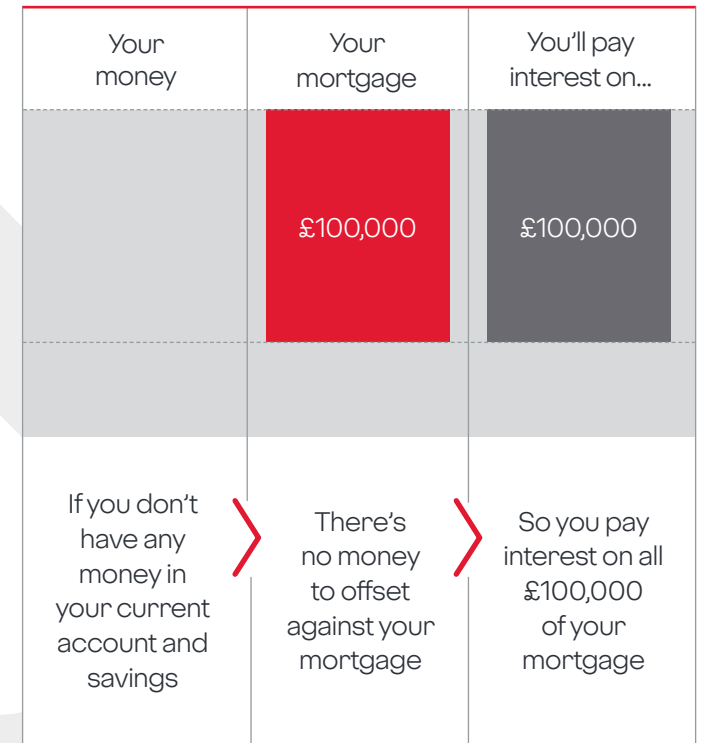 Your
money
Your
mortgage
You'll pay
interest on...
£100,000
£100,000
If you don't
have any
money in
your current
account and
savings
There's
no money
to offset
against your
mortgage
So you pay
interest on all
£100,000
of your
mortgage